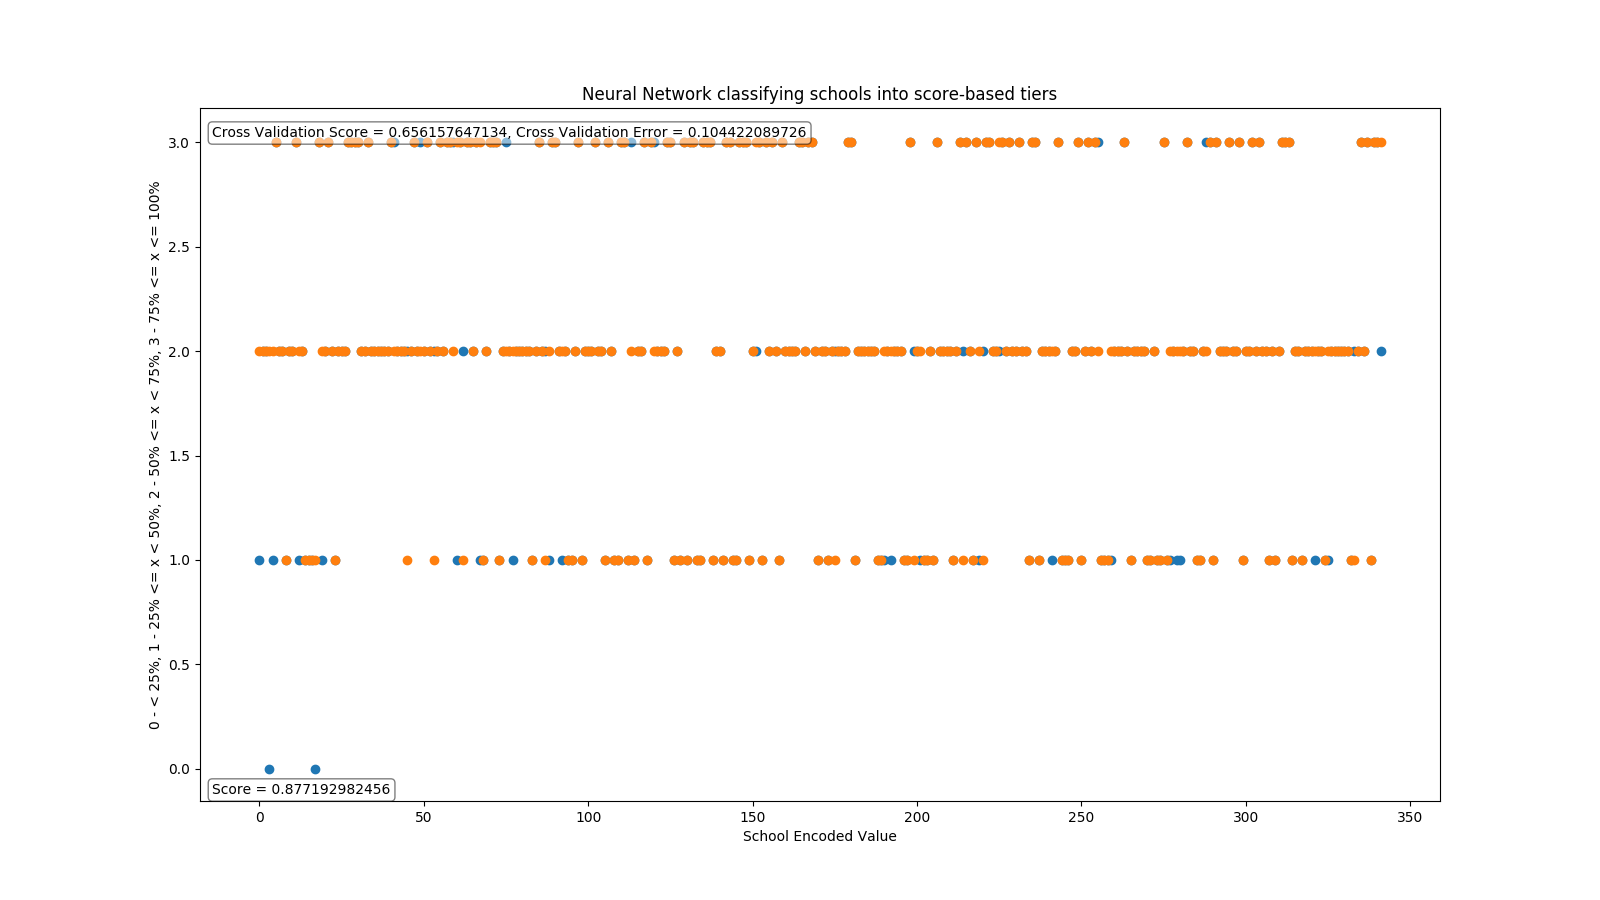 Neural Network classifying schools into score-based tiers
Cross Validation Score = 0.656157647134, Cross Validation Error = 0.104422089726
3.0
2.5
2.0
1.5
1.0
0.5
0.0
0 - < 25%, 1 - 25% <= x < 50%, 2 - 50% <= x < 75%, 3 - 75% <= x <= 100%
Score = 0.877192982456
0 50 100 150 200 250 300 350
School Encoded Value